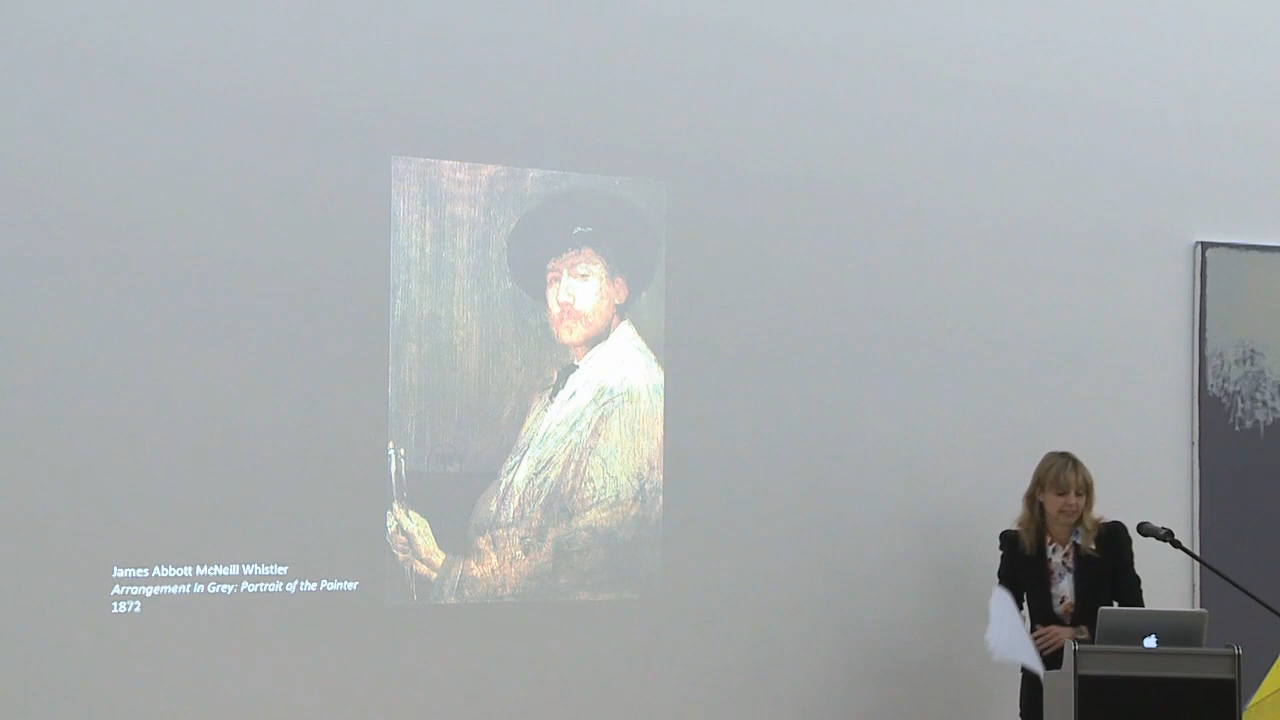 James Abbott McNeill Whistler
Arrangement in Grey: Portrait of the Painter
1872